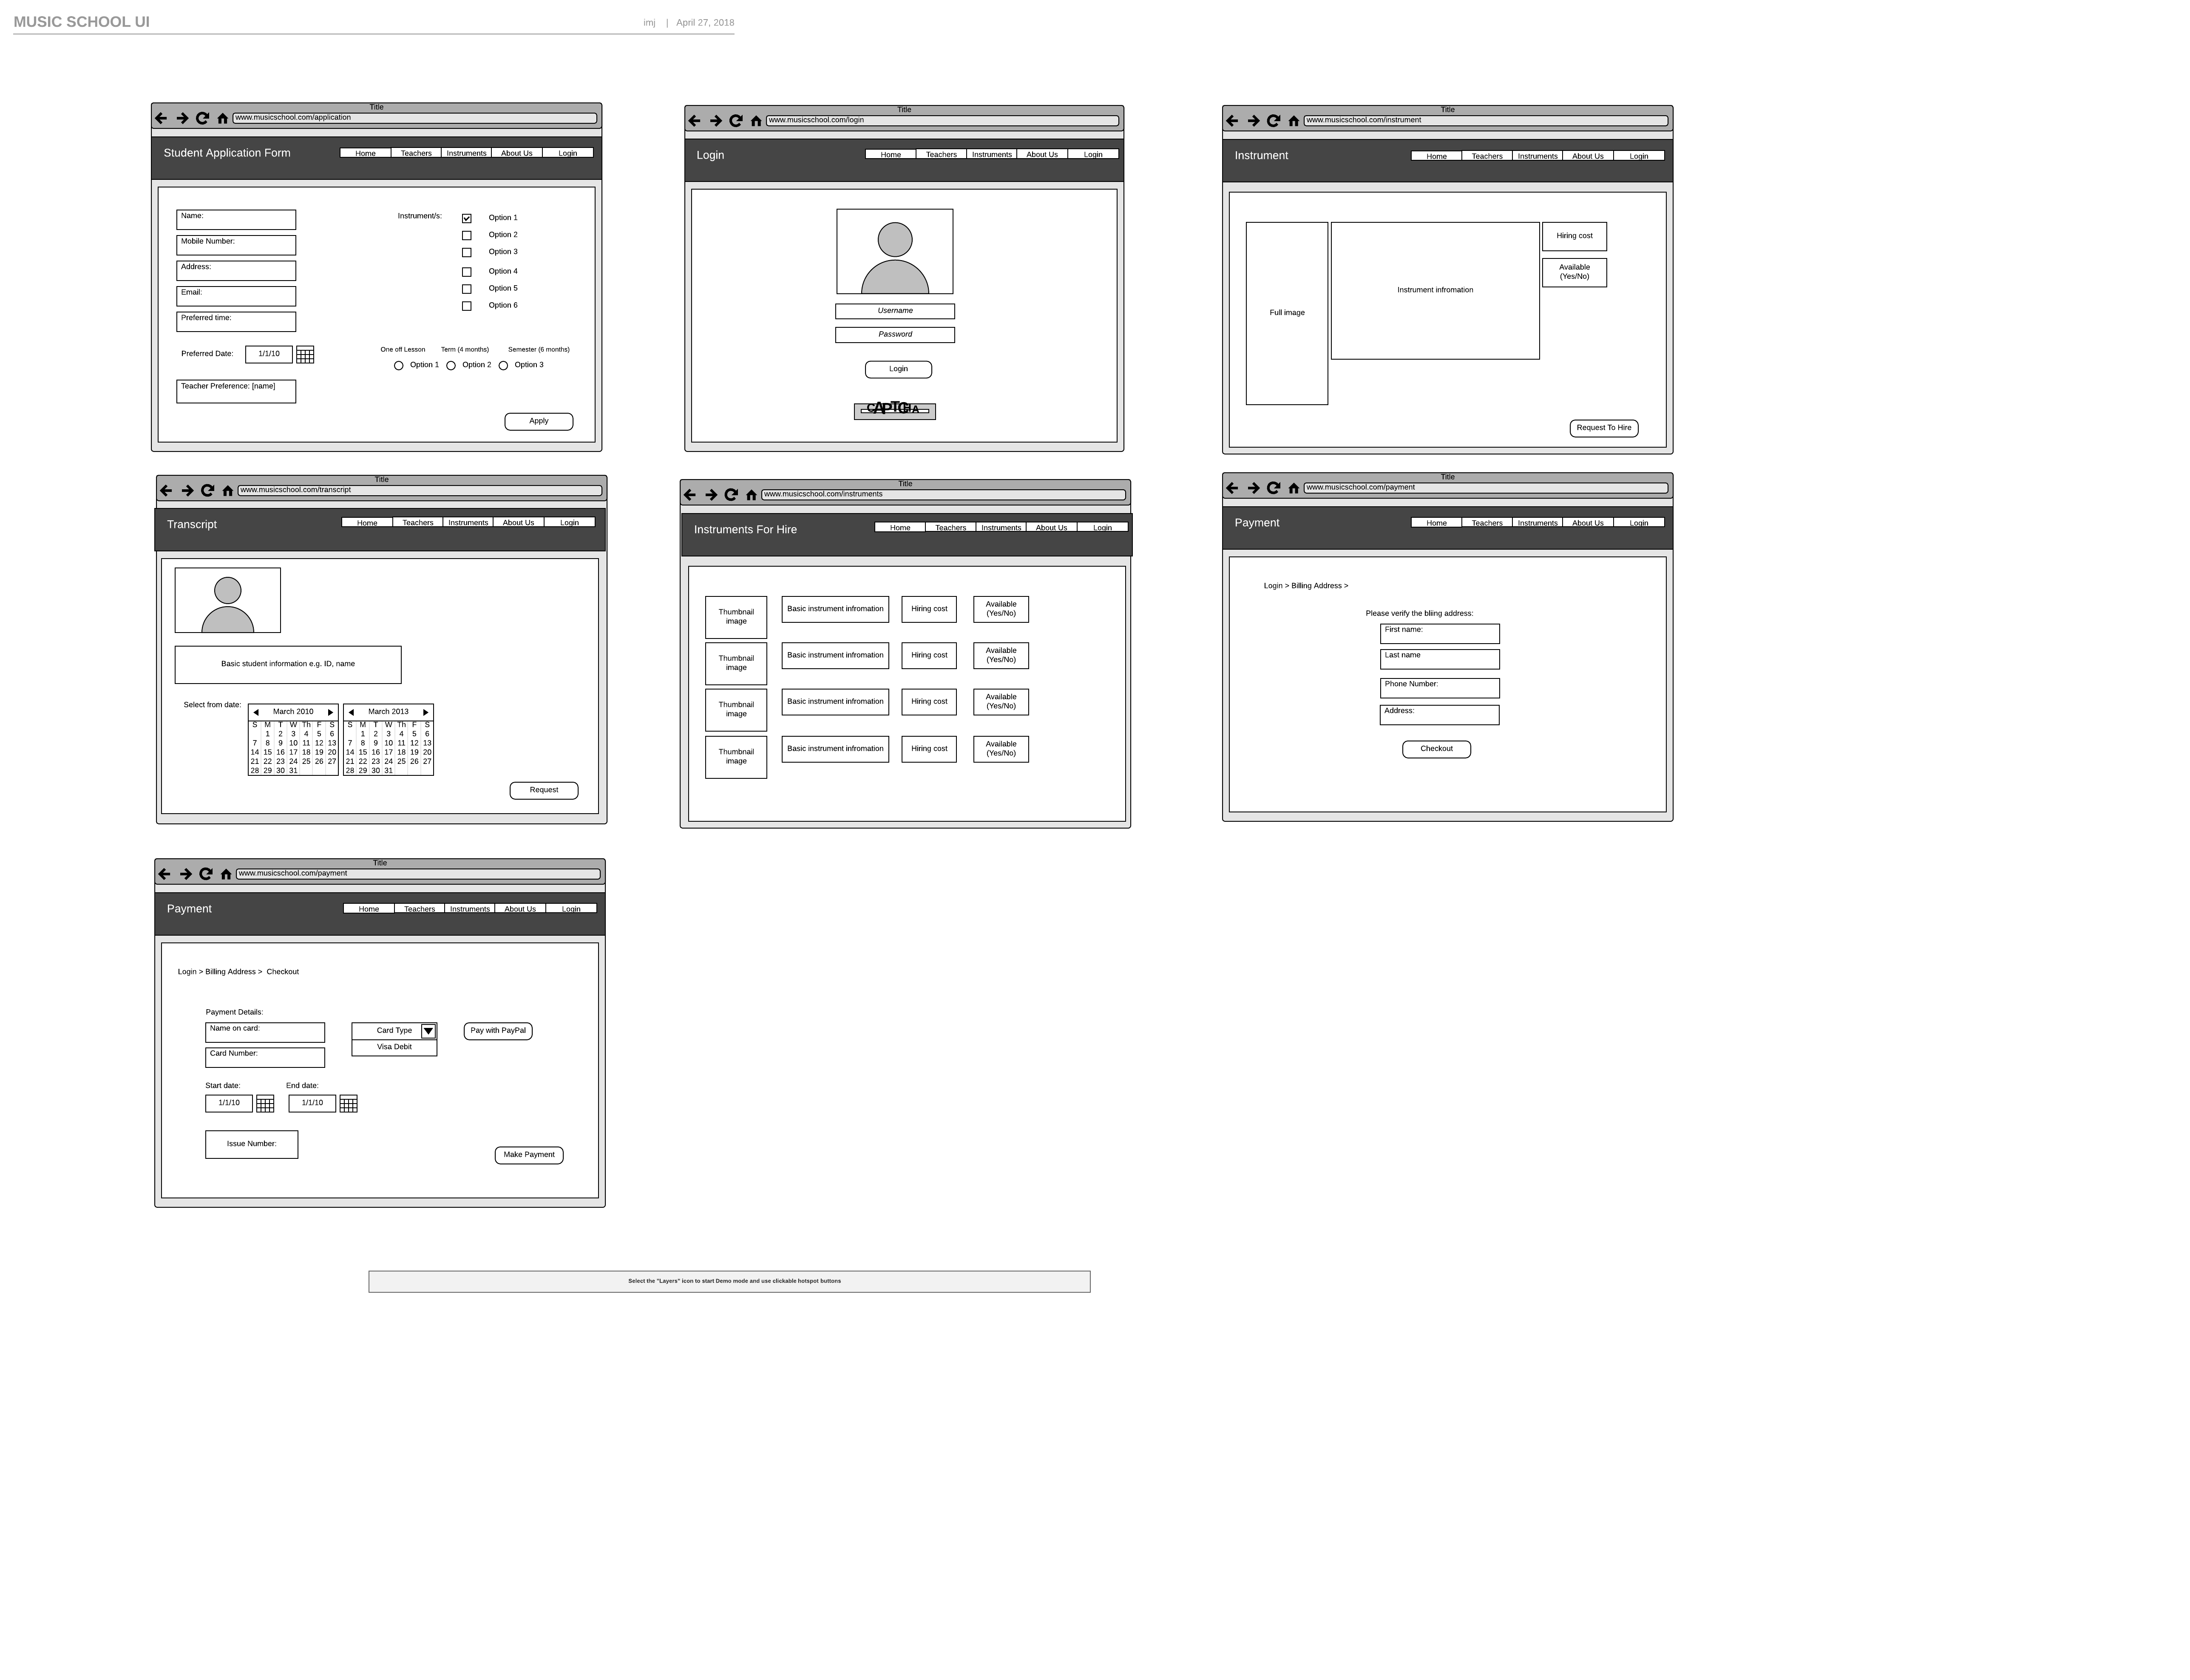 MUSIC SCHOOL UI
imj | April 27, 2018
Title
www.musicschool.com/application
Student Application Form
Home Teachers Instruments About Us Login
Name:
Mobile Number:
Address:
Email:
Preferred time:
Preferred Date: 1/1/10
Teacher Preference: [name]
Instrument/s:
Option 1
Option 2
Option 3
Option 4
Option 5
Option 6
One off Lesson Term (4 months) Semester (6 months)
Option 1 Option 2 Option 3
Apply
Title
www.musicschool.com/login
Login
Home Teachers Instruments About Us Login
Username
Password
Login
CAPTCHA
Title
www.musicschool.com/instrument
Instrument
Home Teachers Instruments About Us Login
Full image
Instrument infromation
Hiring cost
Available
(Yes/No)
Request To Hire
Title
www.musicschool.com/transcript
Transcript
Home Teachers Instruments About Us Login
Basic student information e.g. ID, name
Select from date:
March 2010
S M T W Th F S
1 2 3 4 5 6
7 8 9 10 11 12 13
14 15 16 17 18 19 20
21 22 23 24 25 26 27
28 29 30 31
March 2013
S M T W Th F S
1 2 3 4 5 6
7 8 9 10 11 12 13
14 15 16 17 18 19 20
21 22 23 24 25 26 27
28 29 30 31
Request
Title
www.musicschool.com/instruments
Instruments For Hire
Home Teachers Instruments About Us Login
Thumbnail
image
Basic instrument infromation
Hiring cost
Available
(Yes/No)
Thumbnail
image
Basic instrument infromation
Hiring cost
Available
(Yes/No)
Thumbnail
image
Basic instrument infromation
Hiring cost
Available
(Yes/No)
Thumbnail
image
Basic instrument infromation
Hiring cost
Available
(Yes/No)
Title
www.musicschool.com/payment
Payment
Home Teachers Instruments About Us Login
Login > Billing Address >
Please verify the bliing address:
First name:
Last name
Phone Number:
Address:
Checkout
Title
www.musicschool.com/payment
Payment
Home Teachers Instruments About Us Login
Login > Billing Address > Checkout
Payment Details:
Name on card:
Card Number:
Card Type
Visa Debit
Pay with PayPal
Start date: End date:
1/1/10 1/1/10
Issue Number:
Make Payment
Select the "Layers" icon to start Demo mode and use clickable hotspot buttons